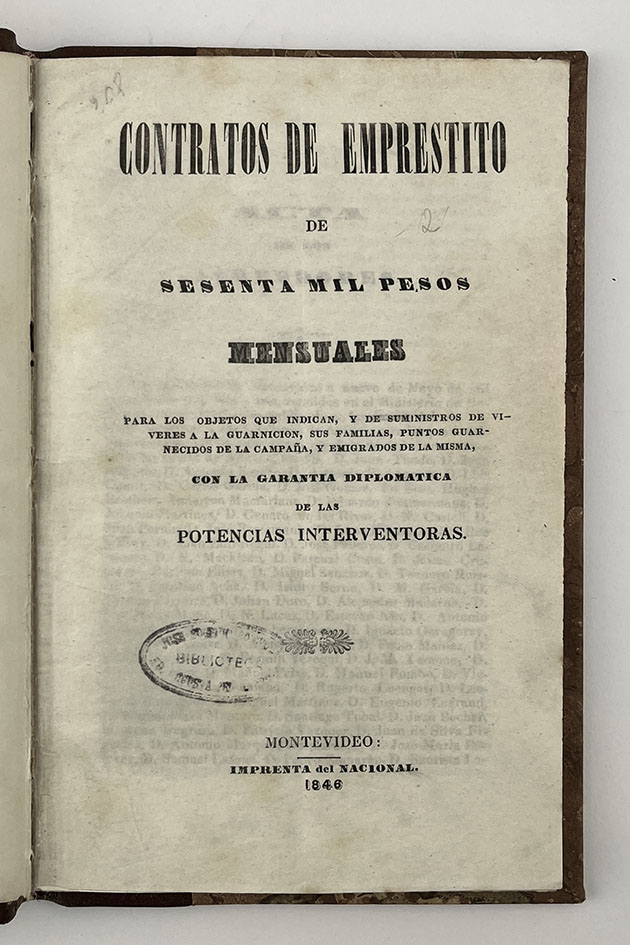 CONTRATOS DE EMPRESTITO
2
DE
SESENTA MIL PESOS
MENSUALES
PARA LOS OBJETOS QUE INDICAN, Y DE SUMINISTROS DE VI-
VERES A LA GUARNICION, SUS FAMILIAS, PUNTOS GUAR-
NECIDOS DE LA CAMPAÑA, Y EMIGRADOS DE LA MISMA,
CON LA GARANTIA DIPLOMATICA
DE LAS
POTENCIAS INTERVENTORAS.
BIBLIOTECA
MONTEVIDEO:
IMPRENTA del NACIONAL.
1846